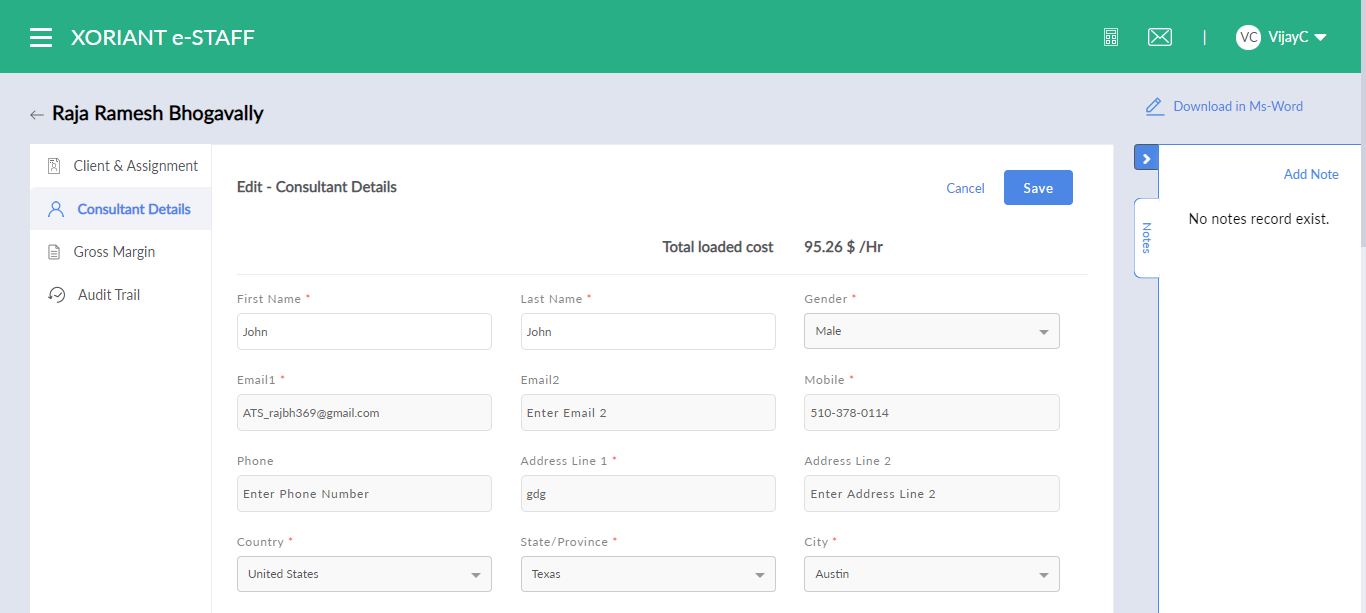 XORIANT e-STAFF
VC VijayC
Raja Ramesh Bhogavally
Download in Ms-Word
Client & Assignment
Consultant Details
Gross Margin
Audit Trail
Edit - Consultant Details
Cancel Save
Total loaded cost 95.26 $ /Hr
First Name * Last Name * Gender *
John John Male
Email1 * Email2 Mobile *
ATS_rajbh369@gmail.com Enter Email 2 510-378-0114
Phone Address Line 1 * Address Line 2
Enter Phone Number gdg Enter Address Line 2
Country * State/Province * City *
United States Texas Austin
Add Note
Notes
No notes record exist.